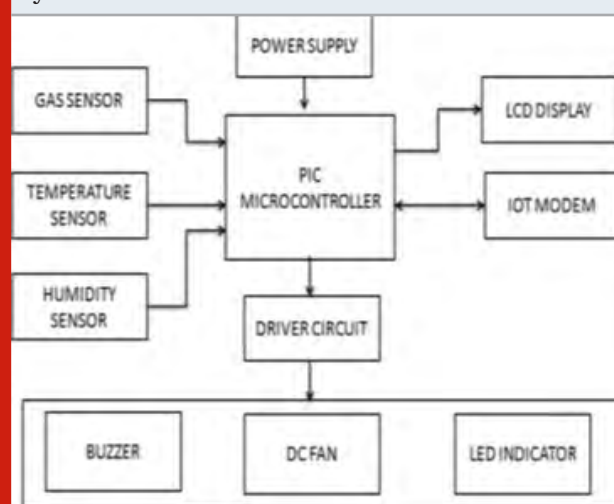 POWER SUPPLY
GAS SENSOR
LCD DISPLAY
PIC
MICROCONTROLLER
TEMPERATURE
SENSOR
IOT MODEM
HUMIDITY
SENSOR
DRIVER CIRCUIT
BUZZER
DC FAN
LED INDICATOR